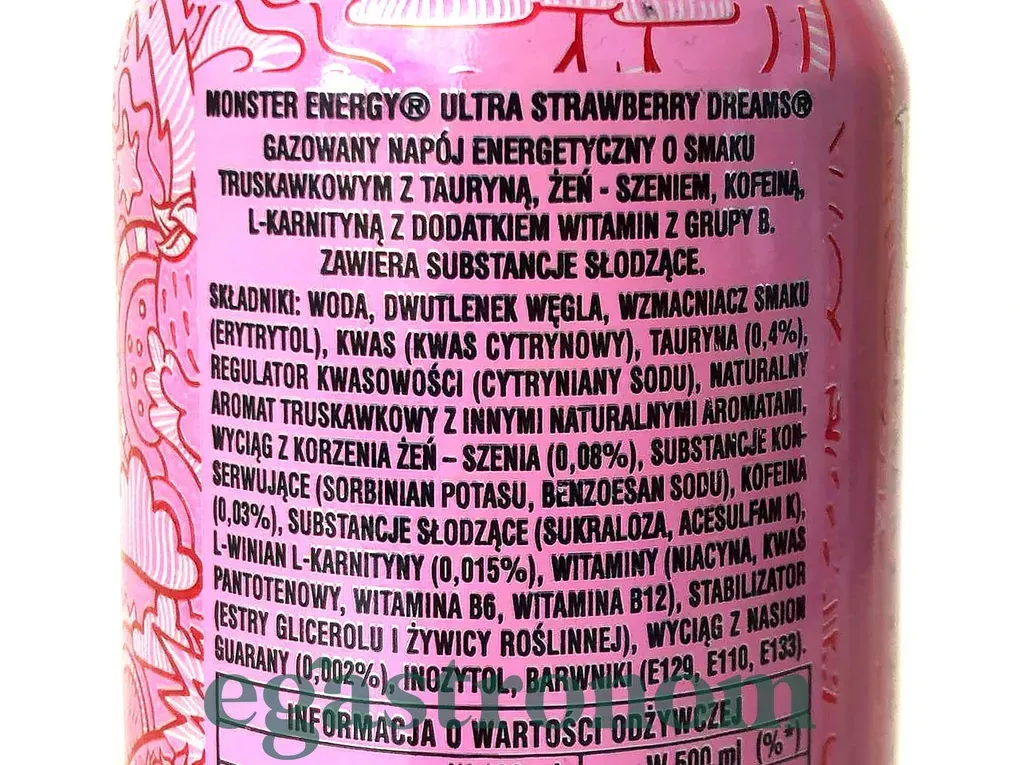 MONSTER ENERGY® ULTRA STRAWBERRY DREAMS®
GAZOWANY NAPÓJ ENERGETYCZNY O SMAKU
TRUSKAWKOWYM Z TAURYNĄ, ŻEŃ - SZENIEM, KOFEINĄ,
L-KARNITYNĄ Z DODATKIEM WITAMIN Z GRUPY B.
ZAWIERA SUBSTANCJE SŁODZĄCE.
SKŁADNIKI: WODA, DWUTLENEK WĘGLA, WZMACNIACZ SMAKU
(ERYTRYTOL), KWAS (KWAS CYTRYNOWY), TAURYNA (0,4%),
REGULATOR KWASOWOŚCI (CYTRYNIANY SODU), NATURALNY
AROMAT TRUSKAWKOWY Z INNYMI NATURALNYMI AROMATAMI,
WYCIĄG Z KORZENIA ŻEŃ – SZENIA (0,08%), SUBSTANCJE KON-
SERWUJĄCE (SORBINIAN POTASU, BENZOESAN SODU), KOFEINA
(0,03%), SUBSTANCJE SŁODZĄCE (SUKRALOZA, ACESULFAM K),
L-WINIAN L-KARNITYNY (0,015%), WITAMINY (NIACYNA, KWAS
PANTOTENOWY, WITAMINA B6, WITAMINA B12), STABILIZATOR
(ESTRY GLICEROLU I ŻYWICY ROŚLINNEJ), WYCIĄG Z NASION
GUARANY (0,002%), INOZYTOL, BARWNIKI (E129, E110, E133).
egastronom
INFORMACJA O WARTOŚCI ODŻYWCZEJ
W 500 ml (%*)